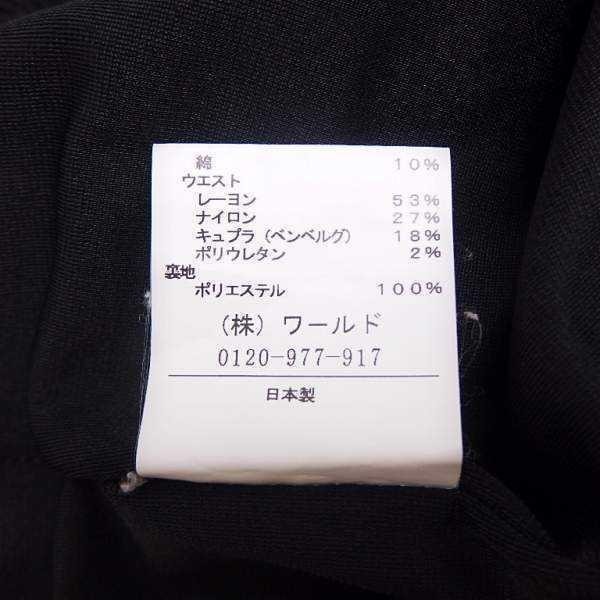 綿 10%
ウエスト
レーヨン 53%
ナイロン 27%
キュプラ(ベンベルグ) 18%
ポリウレタン 2%
裏地
ポリエステル 100%
(株)ワールド
0120-977-917
日本製